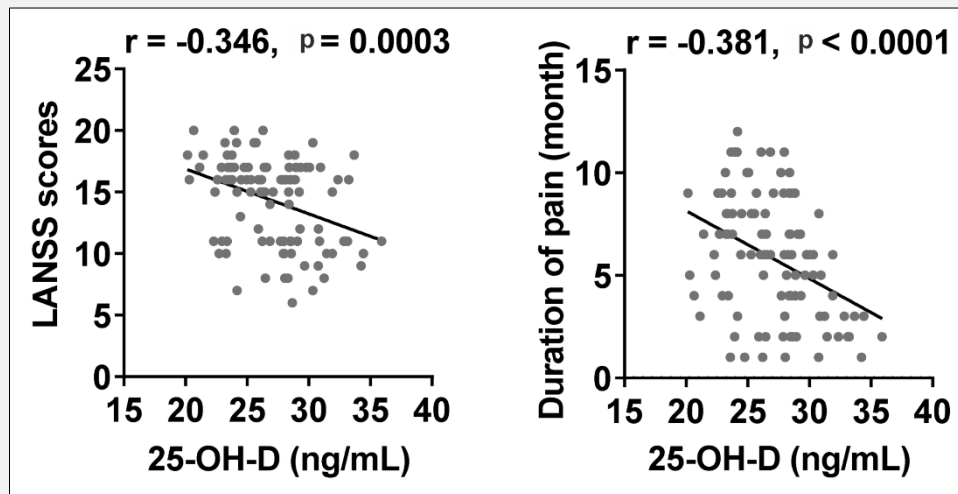 r = -0.346, p = 0.0003
25
20
15
10
5
0
LANSS scores
15 20 25 30 35 40
25-OH-D (ng/mL)
r = -0.381, p < 0.0001
15
10
5
0
Duration of pain (month)
15 20 25 30 35 40
25-OH-D (ng/mL)